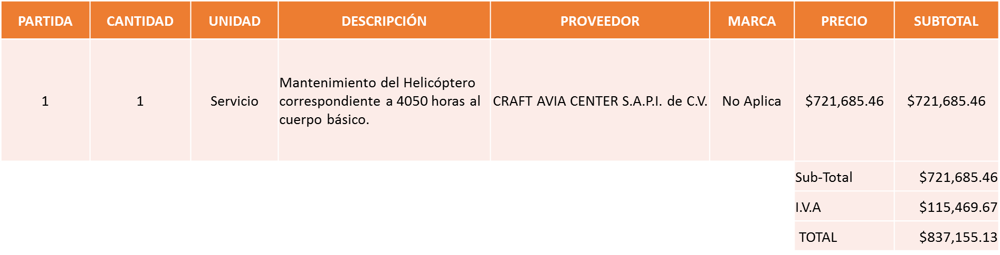 PARTIDA CANTIDAD UNIDAD DESCRIPCIÓN PROVEEDOR MARCA PRECIO SUBTOTAL
1 1 Servicio Mantenimiento del Helicóptero
correspondiente a 4050 horas al
cuerpo básico. CRAFT AVIA CENTER S.A.P.I. de C.V. No Aplica $721,685.46 $721,685.46
Sub-Total $721,685.46
I.V.A $115,469.67
TOTAL $837,155.13